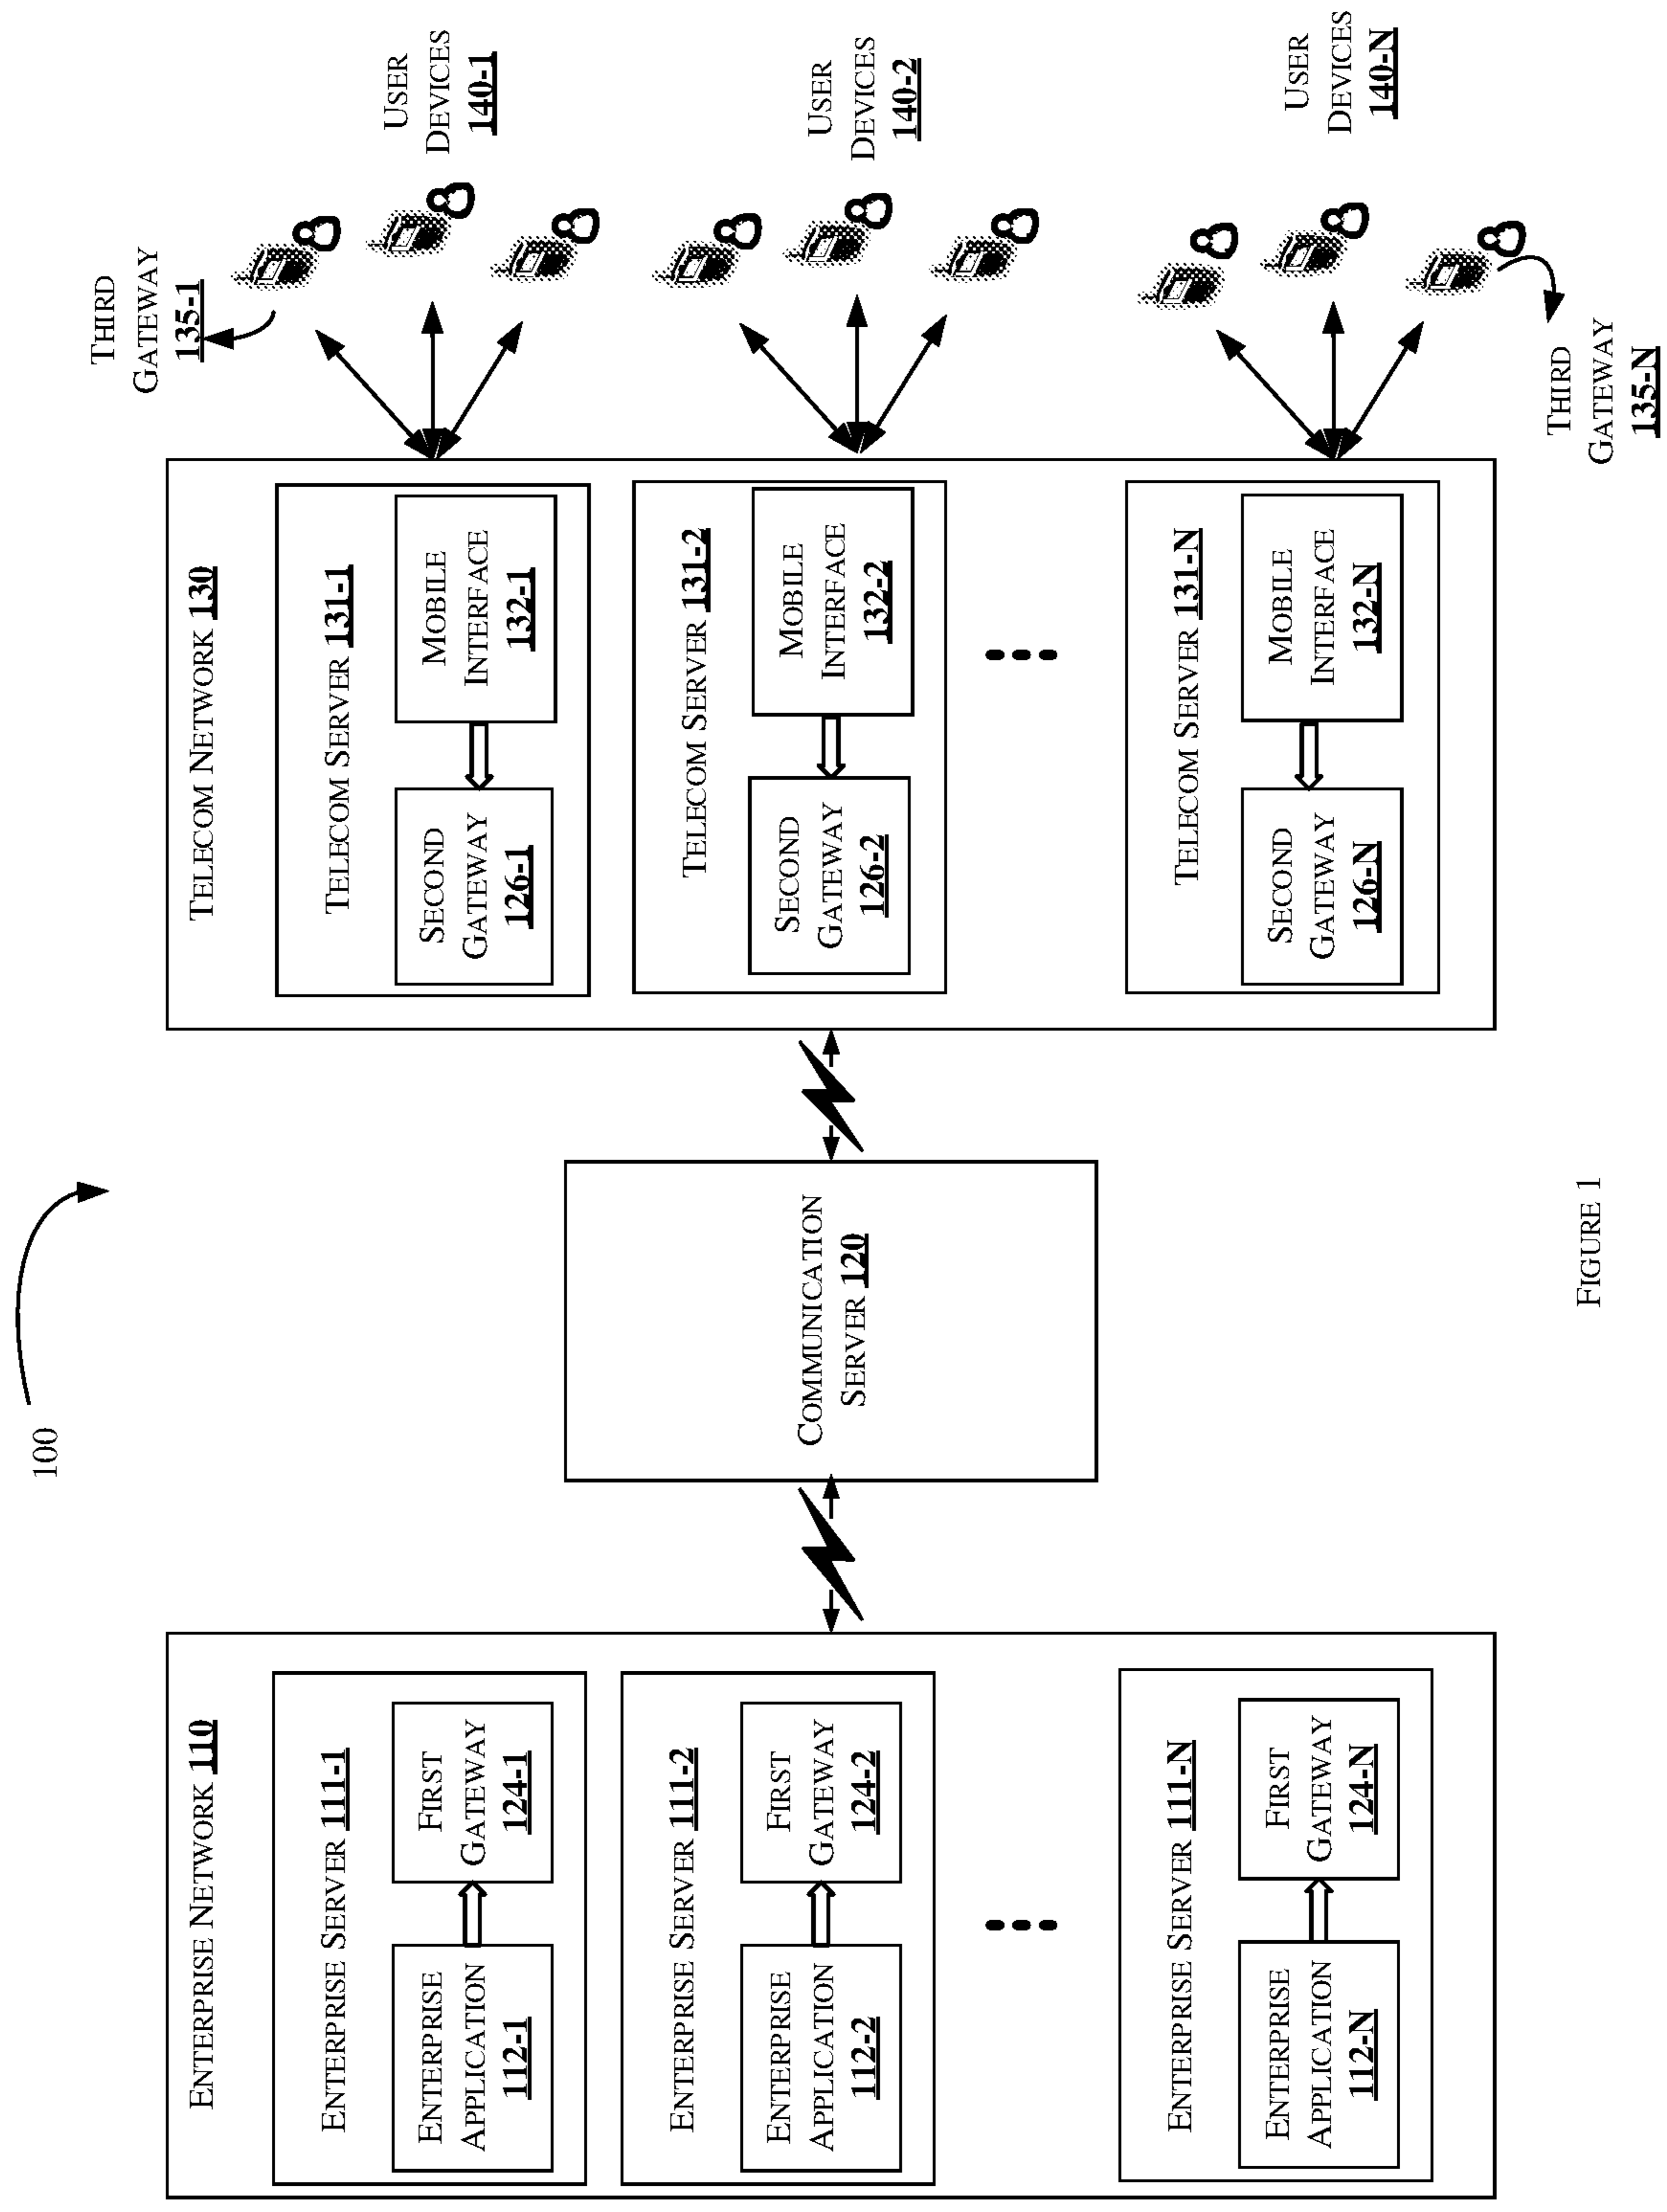 100
ENTERPRISE NETWORK 110
ENTERPRISE SERVER 111-1
ENTERPRISE
APPLICATION
112-1
FIRST
GATEWAY
124-1
ENTERPRISE SERVER 111-2
ENTERPRISE
APPLICATION
112-2
FIRST
GATEWAY
124-2
ENTERPRISE SERVER 111-N
ENTERPRISE
APPLICATION
112-N
FIRST
GATEWAY
124-N
COMMUNICATION
SERVER 120
TELECOM NETWORK 130
TELECOM SERVER 131-1
SECOND
GATEWAY
126-1
MOBILE
INTERFACE
132-1
TELECOM SERVER 131-2
SECOND
GATEWAY
126-2
MOBILE
INTERFACE
132-2
TELECOM SERVER 131-N
SECOND
GATEWAY
126-N
MOBILE
INTERFACE
132-N
THIRD
GATEWAY
135-1
USER
DEVICES
140-1
USER
DEVICES
140-2
USER
DEVICES
140-N
THIRD
GATEWAY
135-N
FIGURE 1